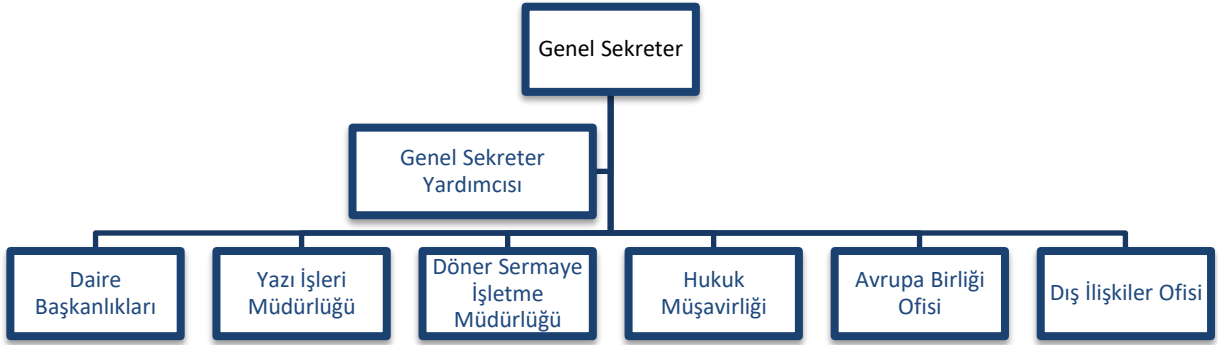 Genel Sekreter
Genel Sekreter
Yardımcısı
Daire
Başkanlıkları
Yazı İşleri
Müdürlüğü
Döner Sermaye
İşletme
Müdürlüğü
Hukuk
Müşavirliği
Avrupa Birliği
Ofisi
Dış İlişkiler Ofisi